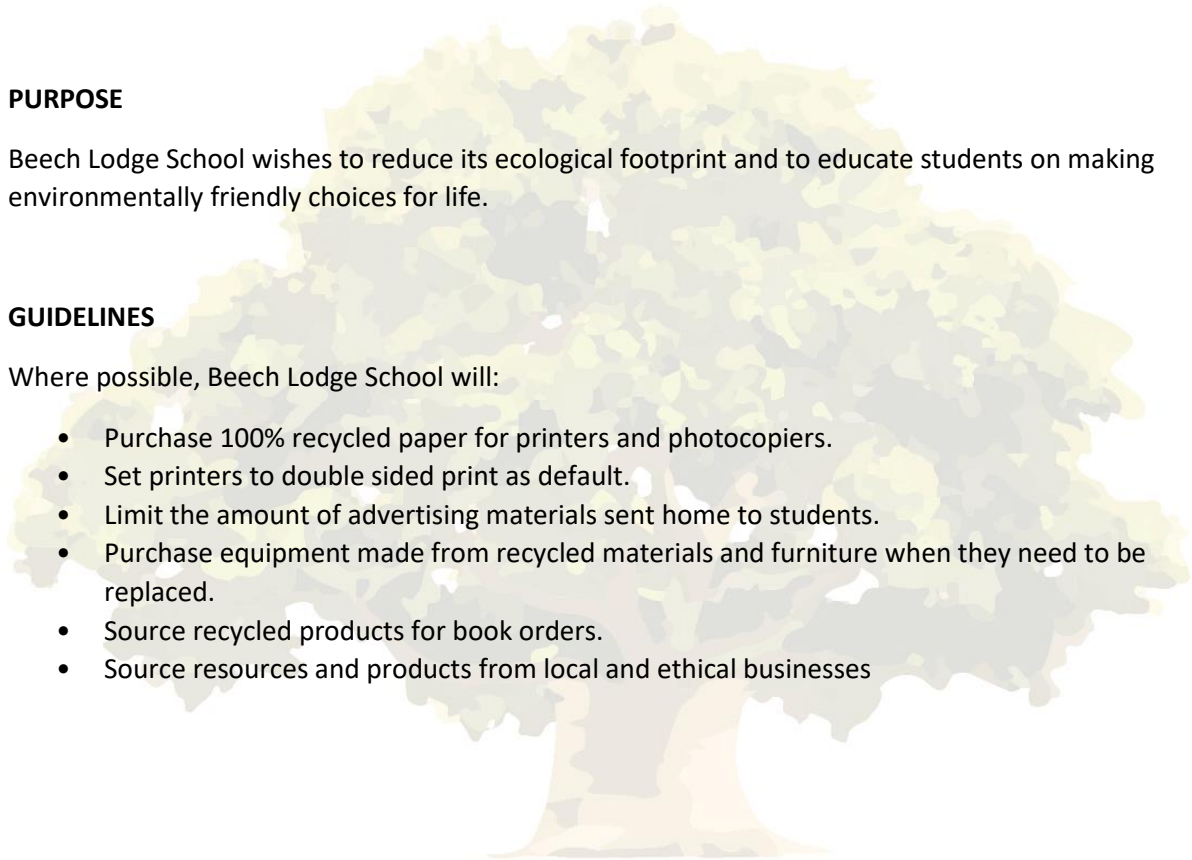 PURPOSE
Beech Lodge School wishes to reduce its ecological footprint and to educate students on making
environmentally friendly choices for life.
GUIDELINES
Where possible, Beech Lodge School will:
• Purchase 100% recycled paper for printers and photocopiers.
• Set printers to double sided print as default.
• Limit the amount of advertising materials sent home to students.
• Purchase equipment made from recycled materials and furniture when they need to be
replaced.
• Source recycled products for book orders.
• Source resources and products from local and ethical businesses